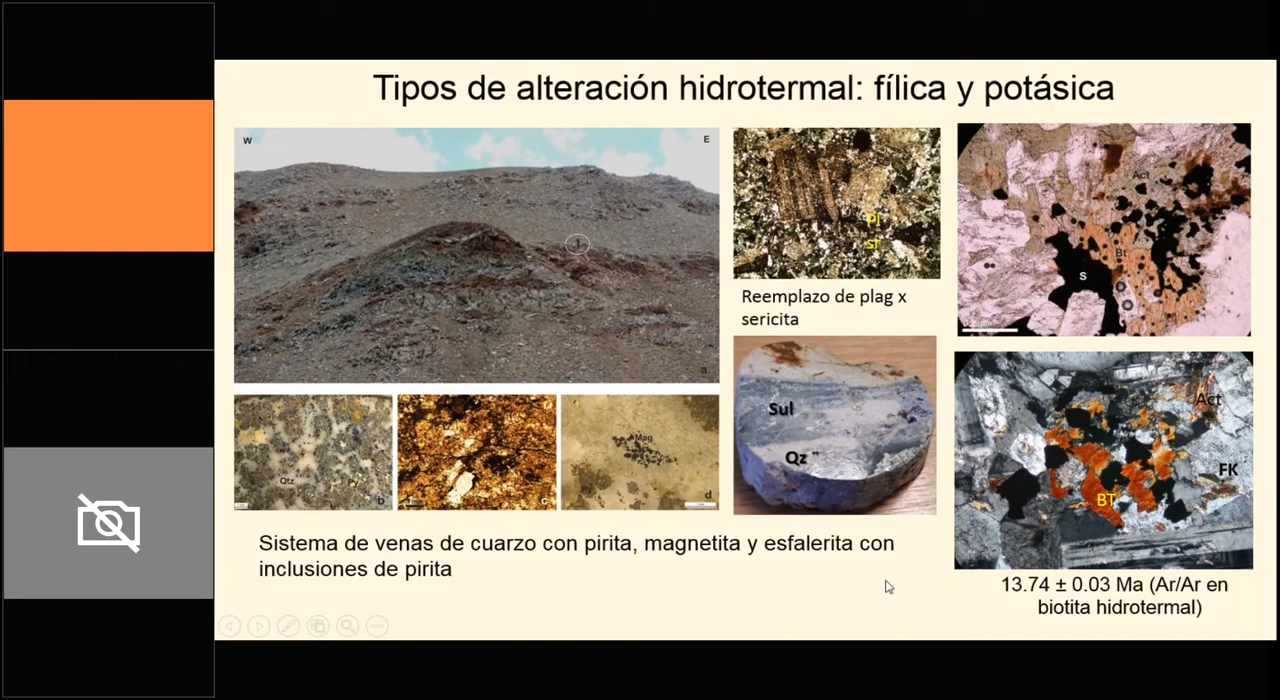 Tipos de alteración hidrotermal: fílica y potásica
W
E
a
Pl
sr
Act
Bt
S
Reemplazo de plag x
sericita
Qtz
b
c
Mag
d
Sul
Qz
Act
FK
BT
Sistema de venas de cuarzo con pirita, magnetita y esfalerita con
inclusiones de pirita
13.74 ± 0.03 Ma (Ar/Ar en
biotita hidrotermal)